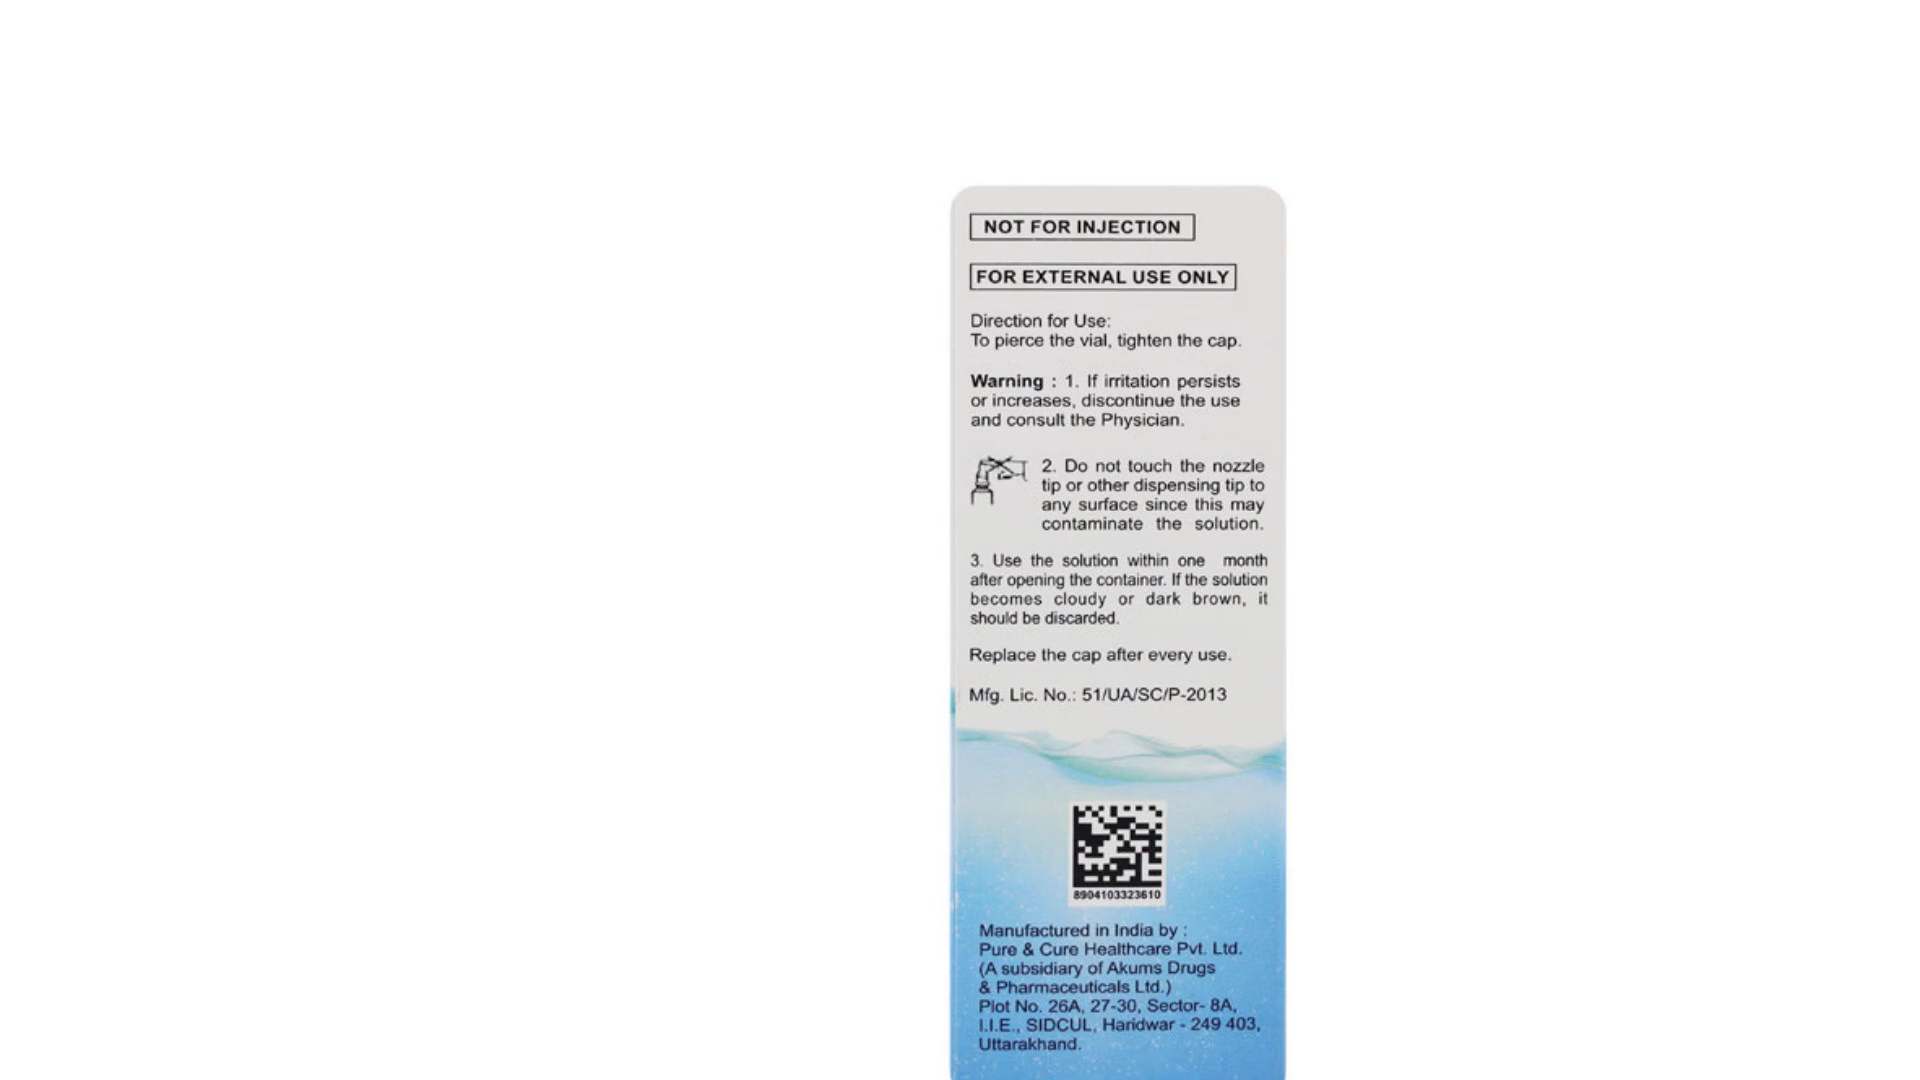 NOT FOR INJECTION
FOR EXTERNAL USE ONLY
Direction for Use:
To pierce the vial, tighten the cap.
Warning : 1. If irritation persists
or increases, discontinue the use
and consult the Physician.
2. Do not touch the nozzle
tip or other dispensing tip to
any surface since this may
contaminate the solution.
3. Use the solution within one month
after opening the container. If the solution
becomes cloudy or dark brown, it
should be discarded.
Replace the cap after every use.
Mfg. Lic. No.: 51/UA/SC/P-2013
8904103323610
Manufactured in India by :
Pure & Cure Healthcare Pvt. Ltd.
(A subsidiary of Akums Drugs
& Pharmaceuticals Ltd.)
Plot No. 26A, 27-30, Sector- 8A,
I.I.E., SIDCUL, Haridwar - 249 403,
Uttarakhand.